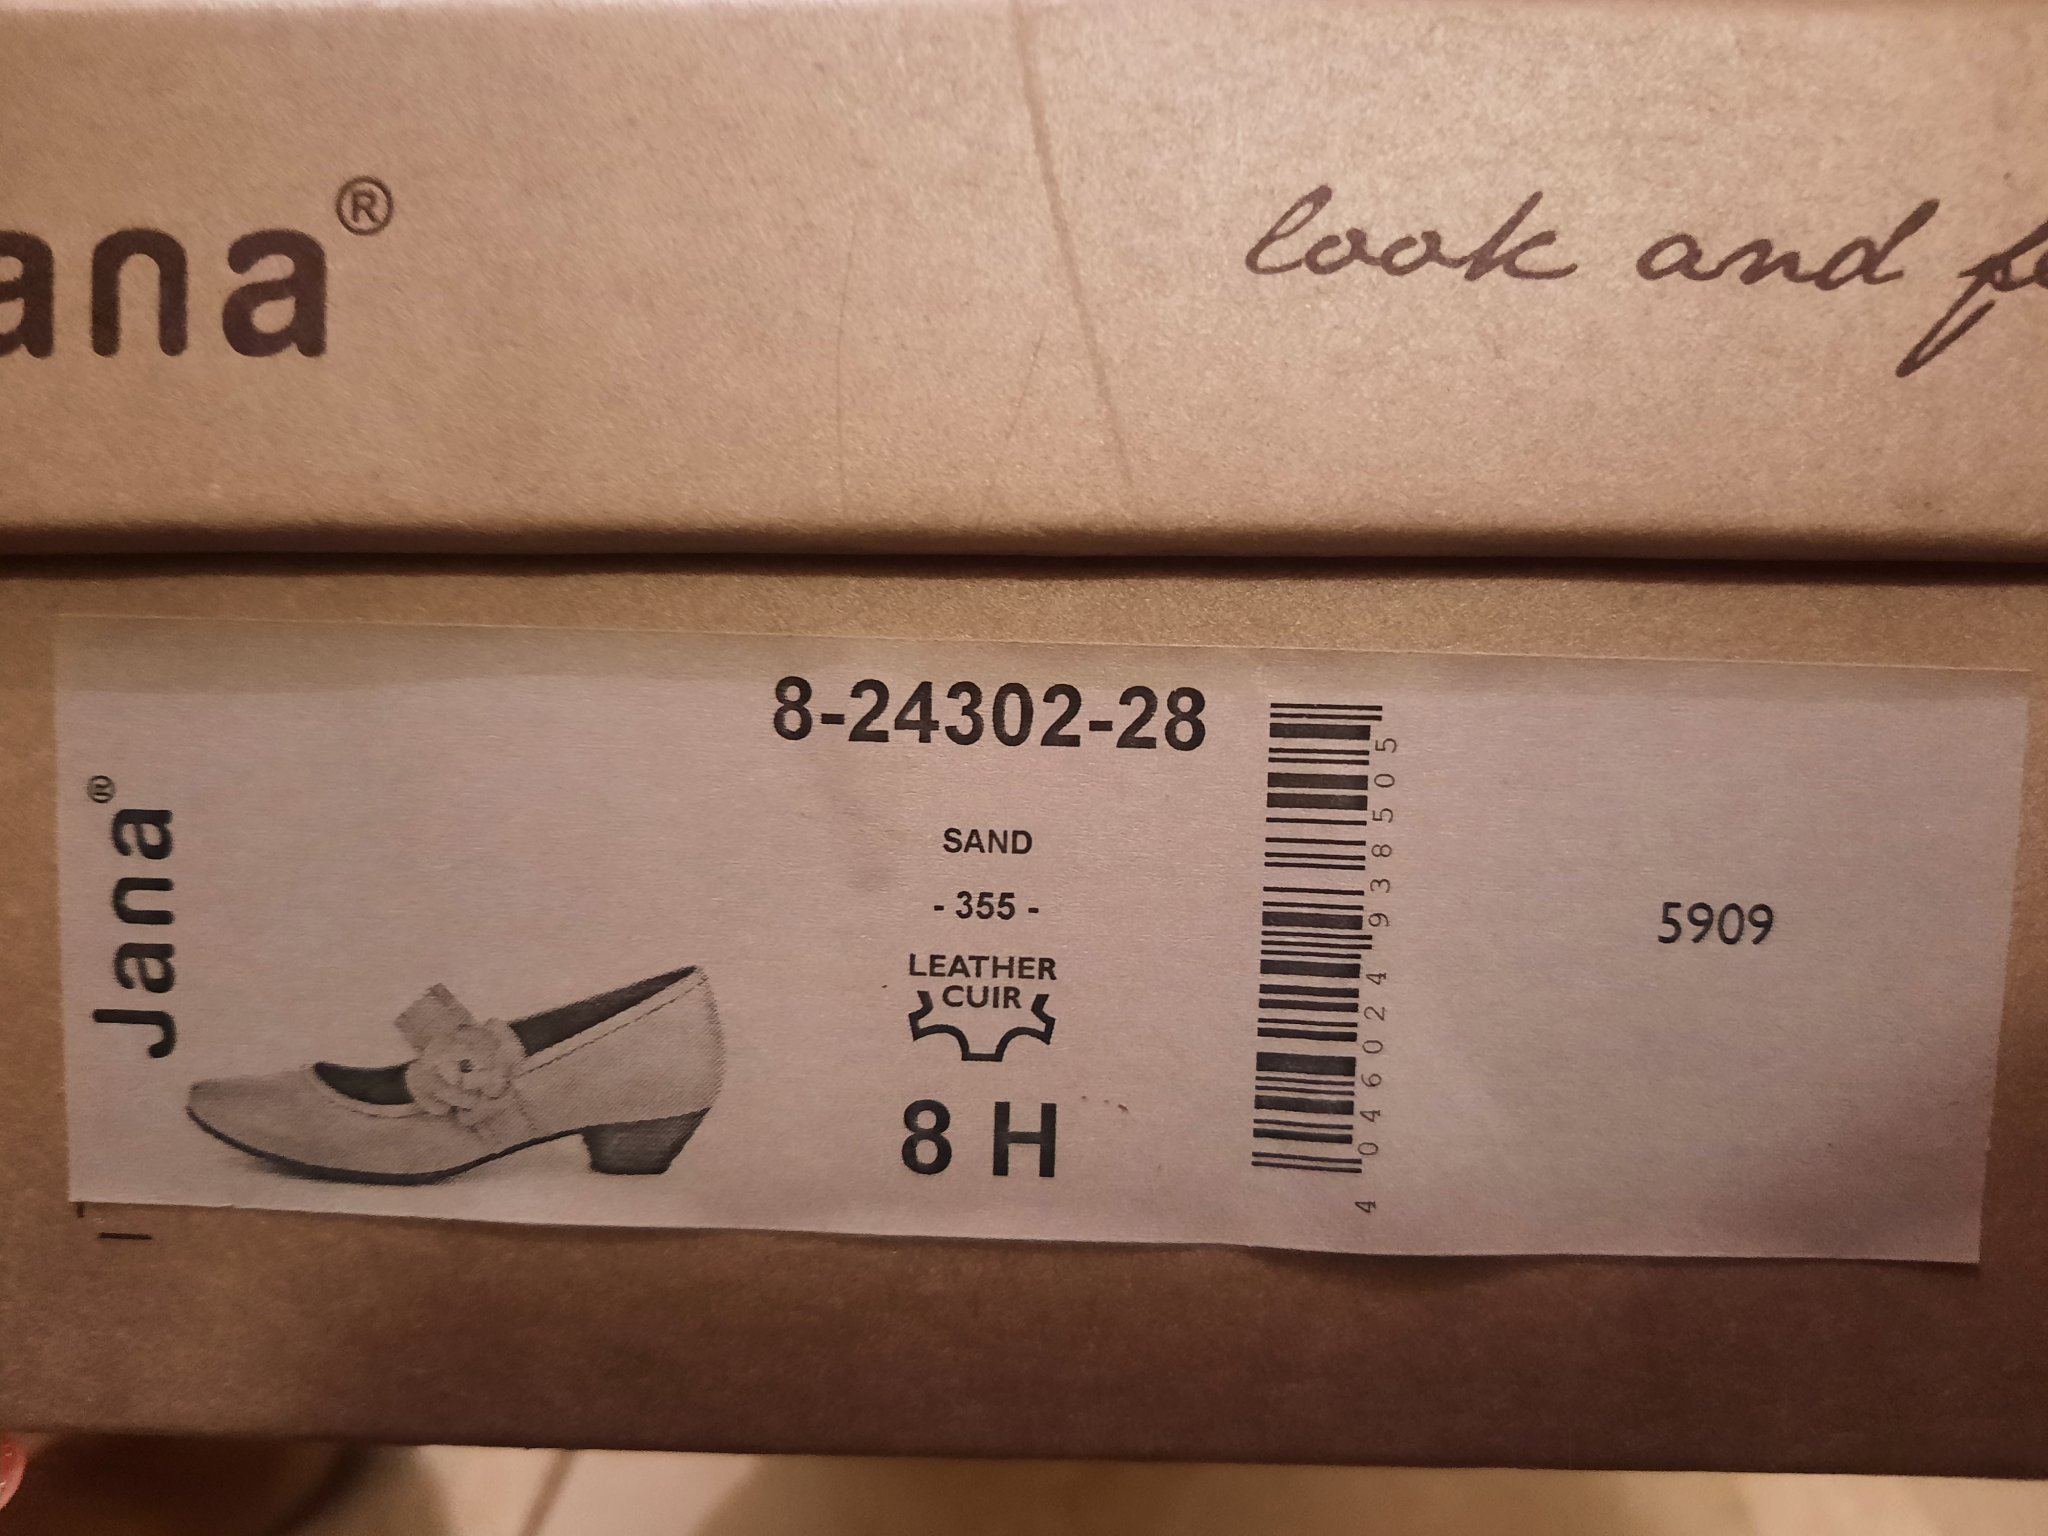 ana®
look and fe
Jana®
8-24302-28
SAND
- 355 -
LEATHER
CUIR
8 H
4 046024 938505
5909